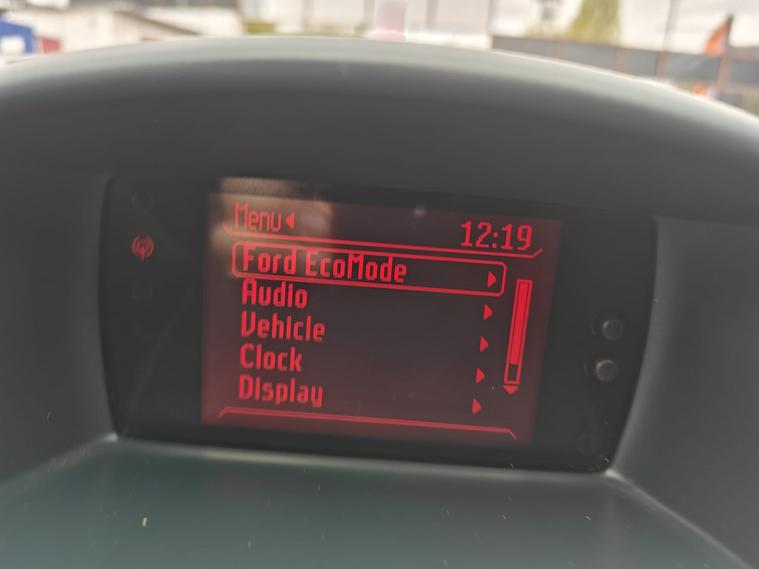 Menu
12:19
Ford EcoMode
Audio
Vehicle
Clock
Display